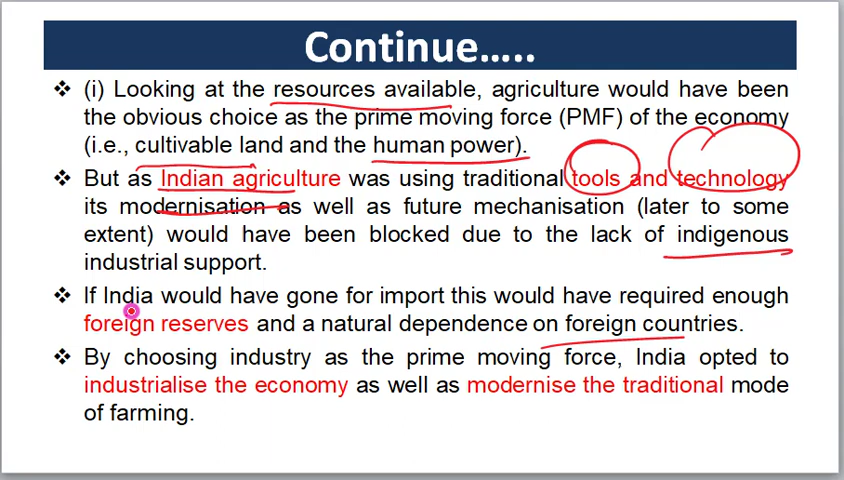 Continue…..
❖ (i) Looking at the resources available, agriculture would have been
the obvious choice as the prime moving force (PMF) of the economy
(i.e., cultivable land and the human power).
❖ But as Indian agriculture was using traditional tools and technology
its modernisation as well as future mechanisation (later to some
extent) would have been blocked due to the lack of indigenous
industrial support.
❖ If India would have gone for import this would have required enough
foreign reserves and a natural dependence on foreign countries.
❖ By choosing industry as the prime moving force, India opted to
industrialise the economy as well as modernise the traditional mode
of farming.